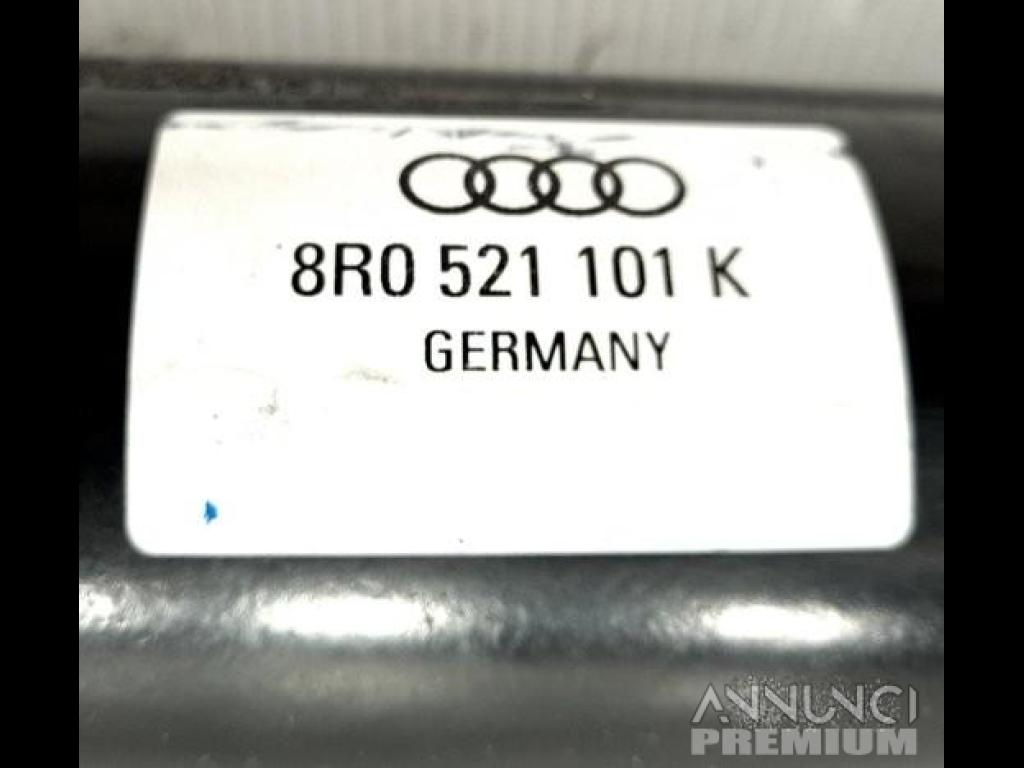 8R0 521 101 K
GERMANY
ANNUNCI
PREMIUM